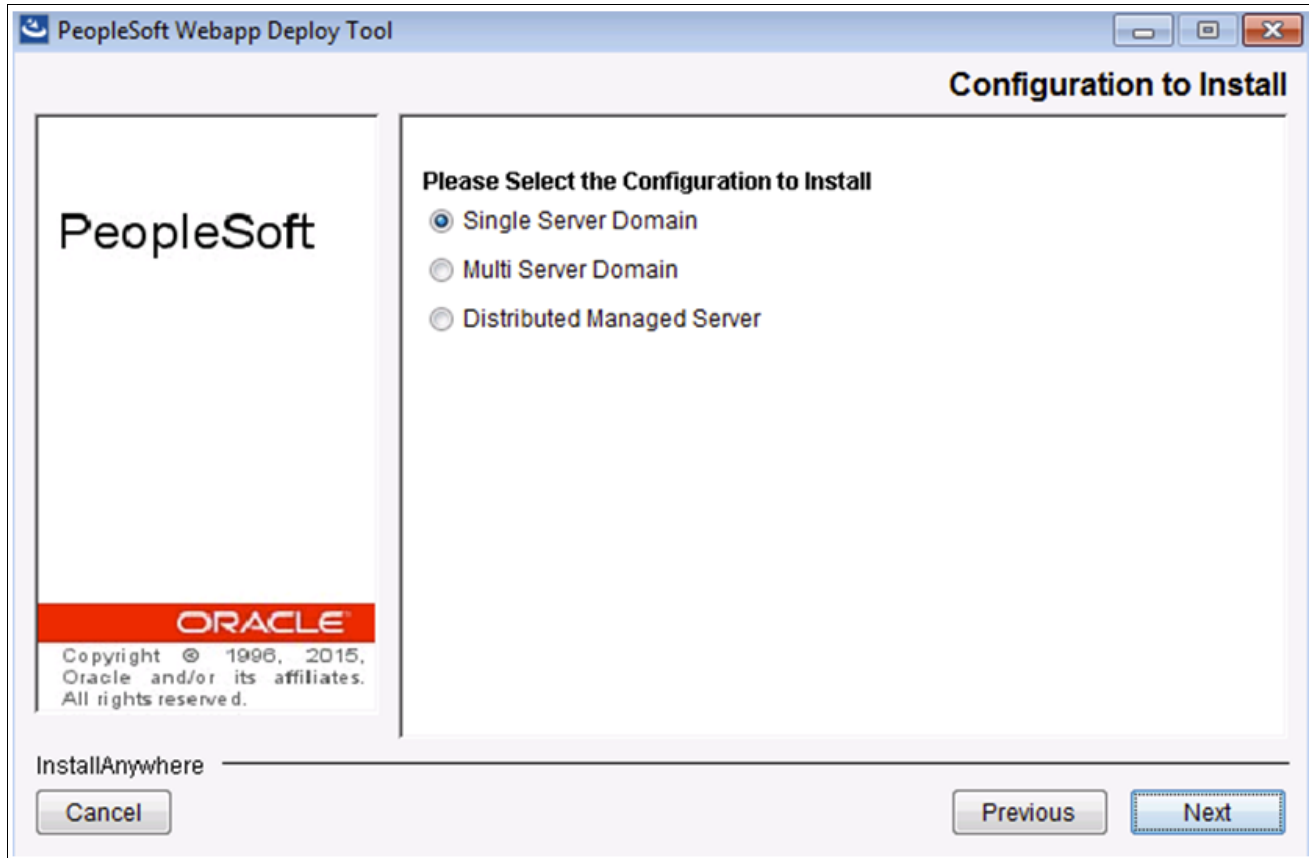 PeopleSoft Webapp Deploy Tool
Configuration to Install
PeopleSoft
ORACLE
Copyright © 1996, 2015,
Oracle and/or its affiliates.
All rights reserved.
Please Select the Configuration to Install
Single Server Domain
Multi Server Domain
Distributed Managed Server
InstallAnywhere
Cancel
Previous
Next